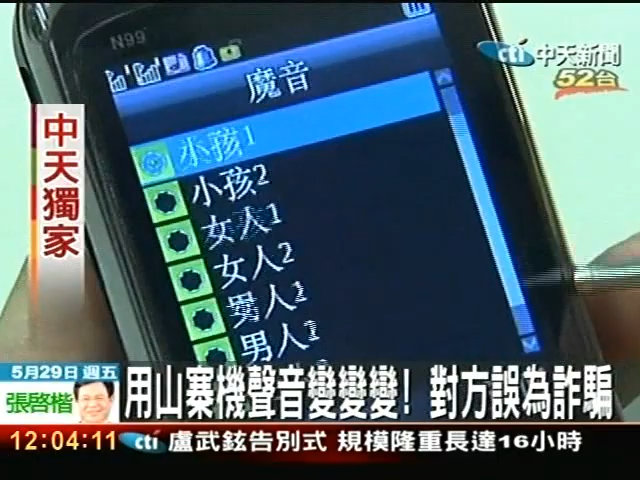 N99
cti 中天新聞
52台
魔音
小孩1
小孩2
女人1
女人2
男人2
男人1
中天獨家
5月29日 週五
張啓楷
用山寨機聲音變變變! 對方誤為詐騙
12:04:11
cti 盧武鉉告別式 規模隆重長達16小時